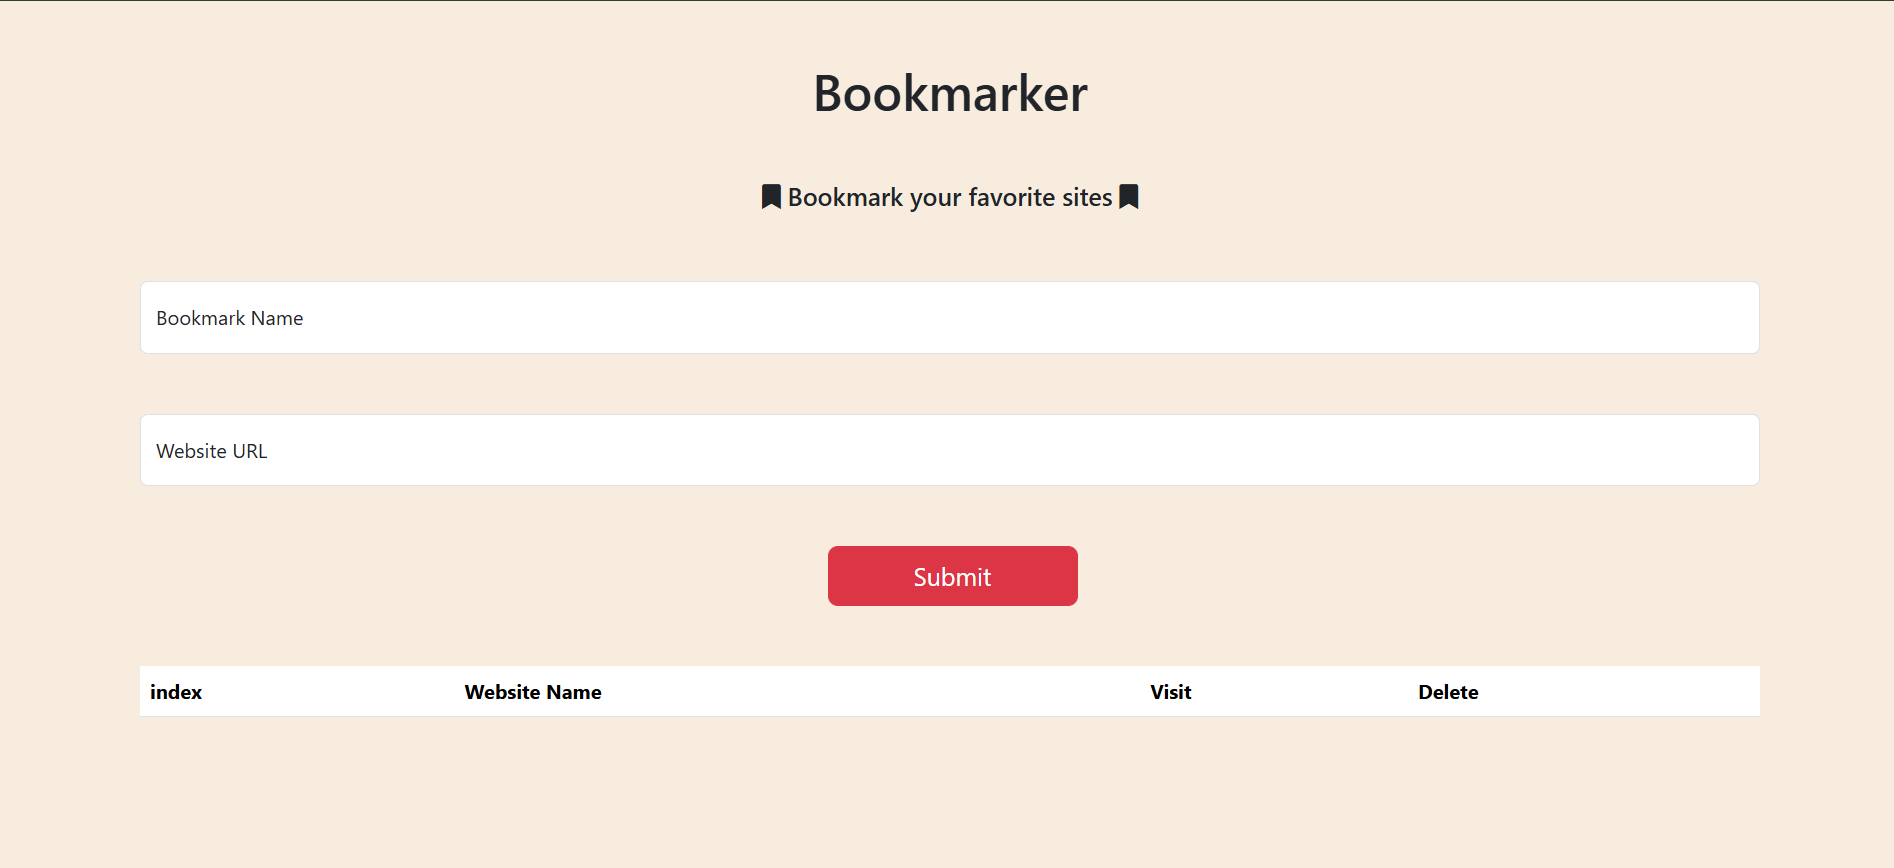 Bookmarker
Bookmark your favorite sites
Bookmark Name
Website URL
Submit
index Website Name Visit Delete